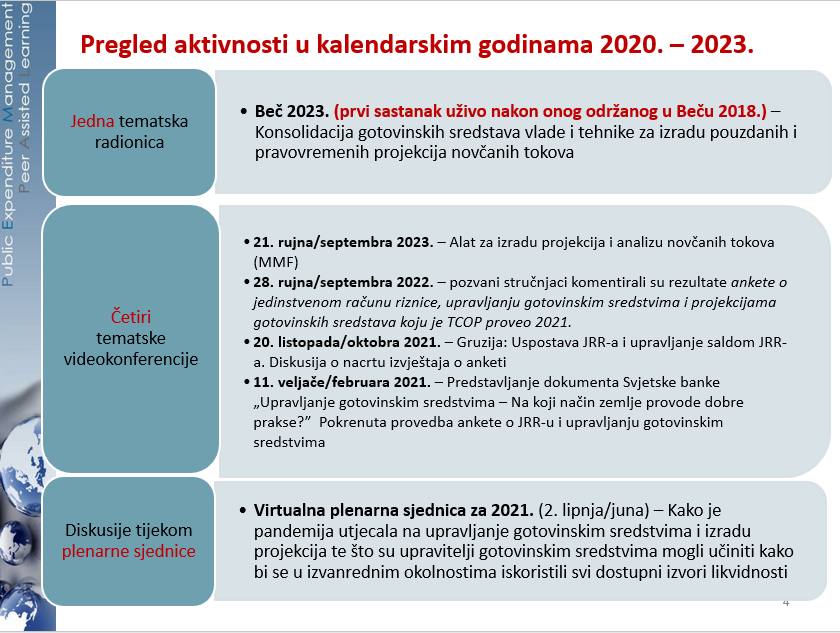 Public Expenditure Management
Peer Assisted Learning
Pregled aktivnosti u kalendarskim godinama 2020. – 2023.
Jedna tematska
radionica
• Beč 2023. (prvi sastanak uživo nakon onog održanog u Beču 2018.) –
Konsolidacija gotovinskih sredstava vlade i tehnike za izradu pouzdanih i
pravovremenih projekcija novčanih tokova
Četiri
tematske
videokonferencije
• 21. rujna/septembra 2023. – Alat za izradu projekcija i analizu novčanih tokova
(MMF)
• 28. rujna/septembra 2022. – pozvani stručnjaci komentirali su rezultate ankete o
jedinstvenom računu riznice, upravljanju gotovinskim sredstvima i projekcijama
gotovinskih sredstava koju je TCOP proveo 2021.
• 20. listopada/oktobra 2021. – Gruzija: Uspostava JRR-a i upravljanje saldom JRR-
a. Diskusija o nacrtu izvještaja o anketi
• 11. veljače/februara 2021. – Predstavljanje dokumenta Svjetske banke
„Upravljanje gotovinskim sredstvima – Na koji način zemlje provode dobre
prakse?” Pokrenuta provedba ankete o JRR-u i upravljanju gotovinskim
sredstvima
Diskusije tijekom
plenarne sjednice
• Virtualna plenarna sjednica za 2021. (2. lipnja/juna) – Kako je
pandemija utjecala na upravljanje gotovinskim sredstvima i izradu
projekcija te što su upravitelji gotovinskim sredstvima mogli učiniti kako
bi se u izvanrednim okolnostima iskoristili svi dostupni izvori likvidnosti
4